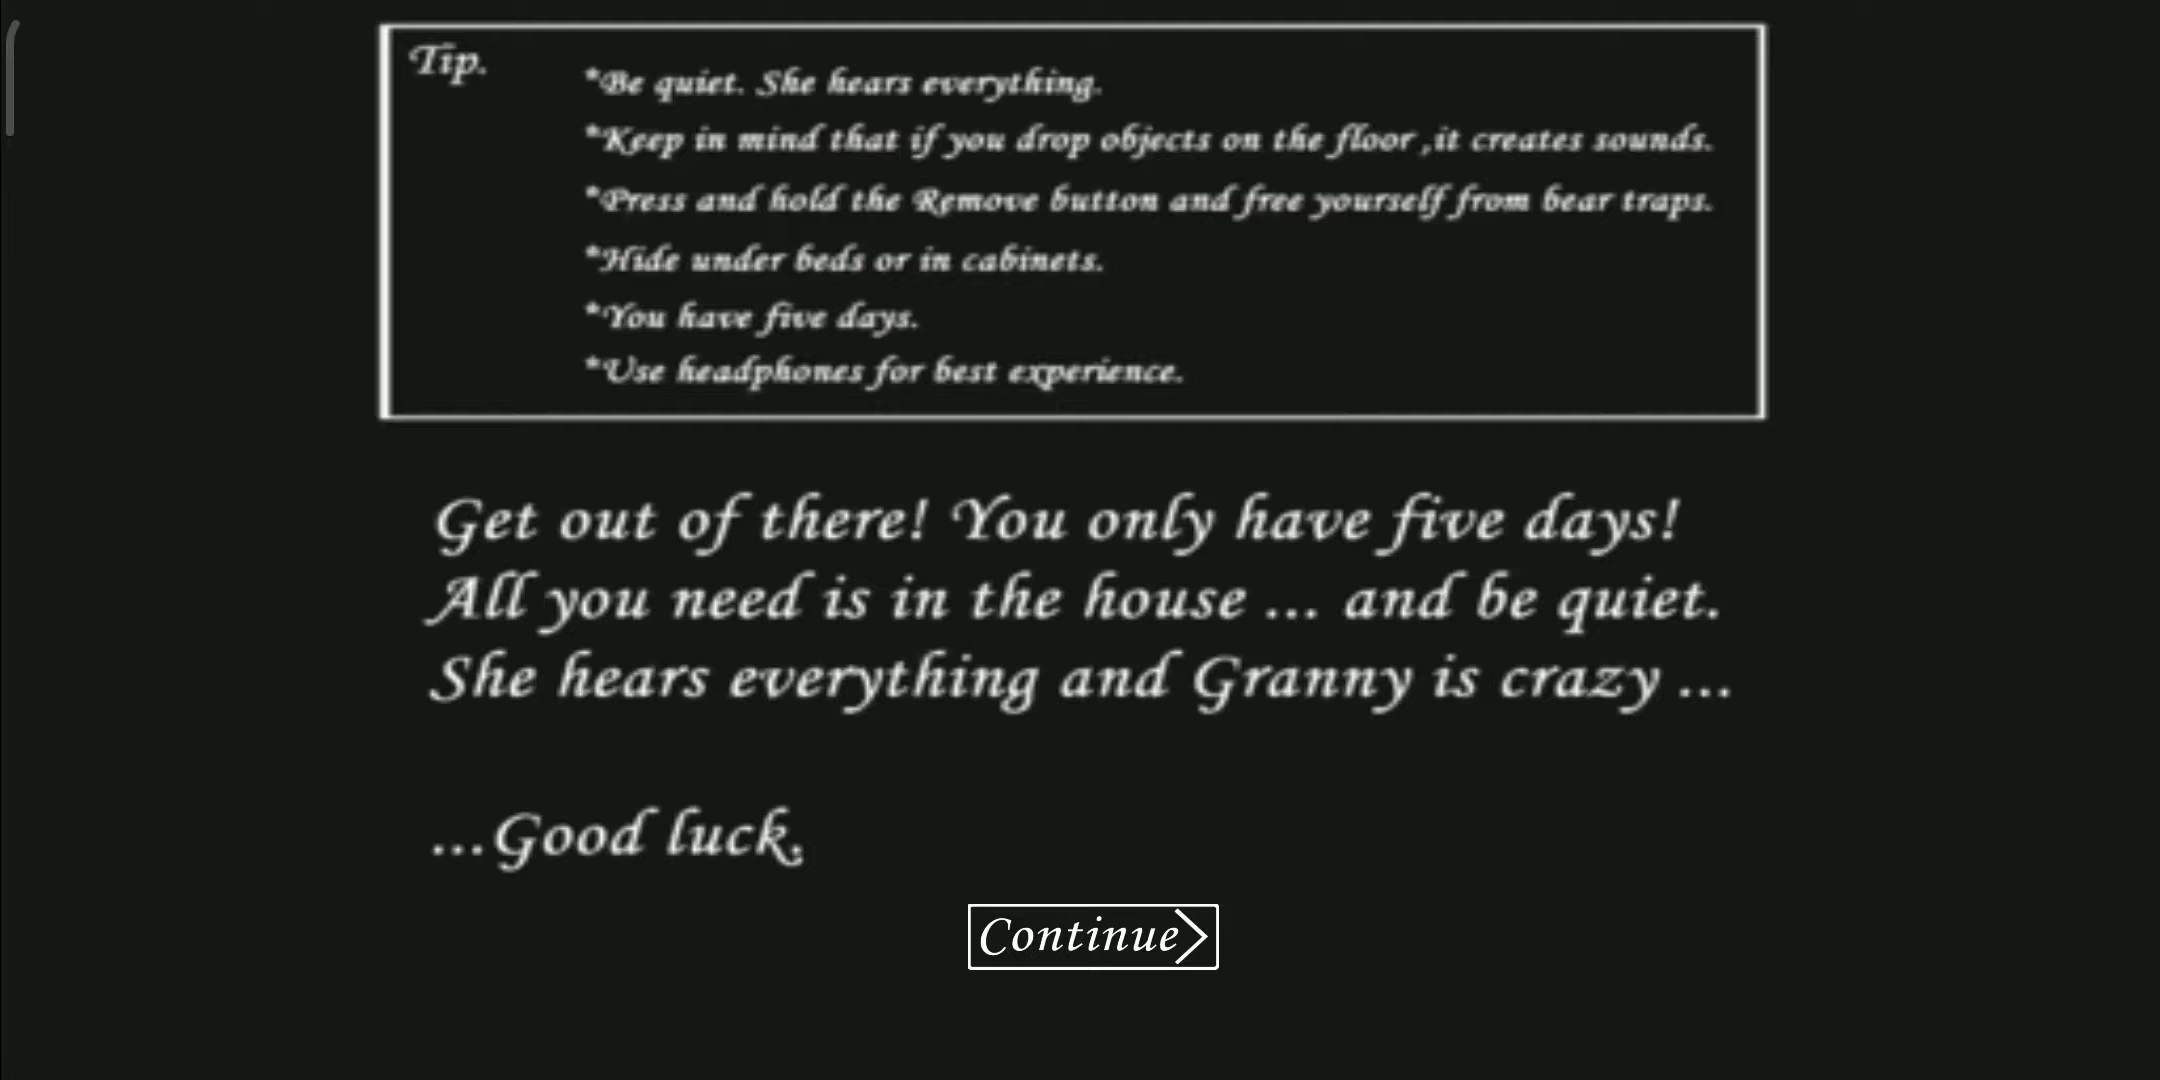 Tip.
*Be quiet. She hears everything.
*Keep in mind that if you drop objects on the floor ,it creates sounds.
*Press and hold the Remove button and free yourself from bear traps.
*Hide under beds or in cabinets.
*You have five days.
*Use headphones for best experience.
Get out of there! You only have five days!
All you need is in the house ... and be quiet.
She hears everything and Granny is crazy ...
...Good luck.
Continue>